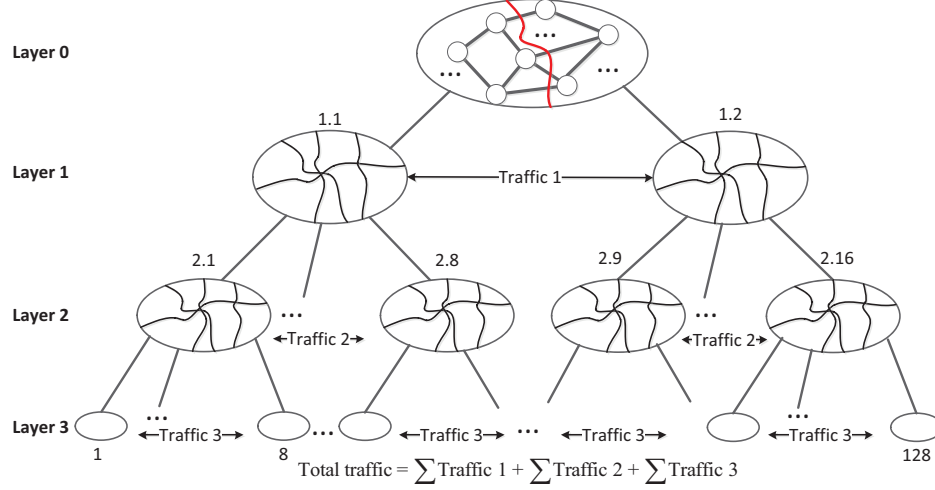 Layer 0
...
...
...
1.1
1.2
Layer 1
Traffic 1
2.1
2.8
2.9
2.16
Layer 2
...
...
Traffic 2
Traffic 2
...
...
Layer 3
...
...
Traffic 3
Traffic 3
Traffic 3
Traffic 3
1
8
128
Total traffic = ∑ Traffic 1 + ∑ Traffic 2 + ∑ Traffic 3